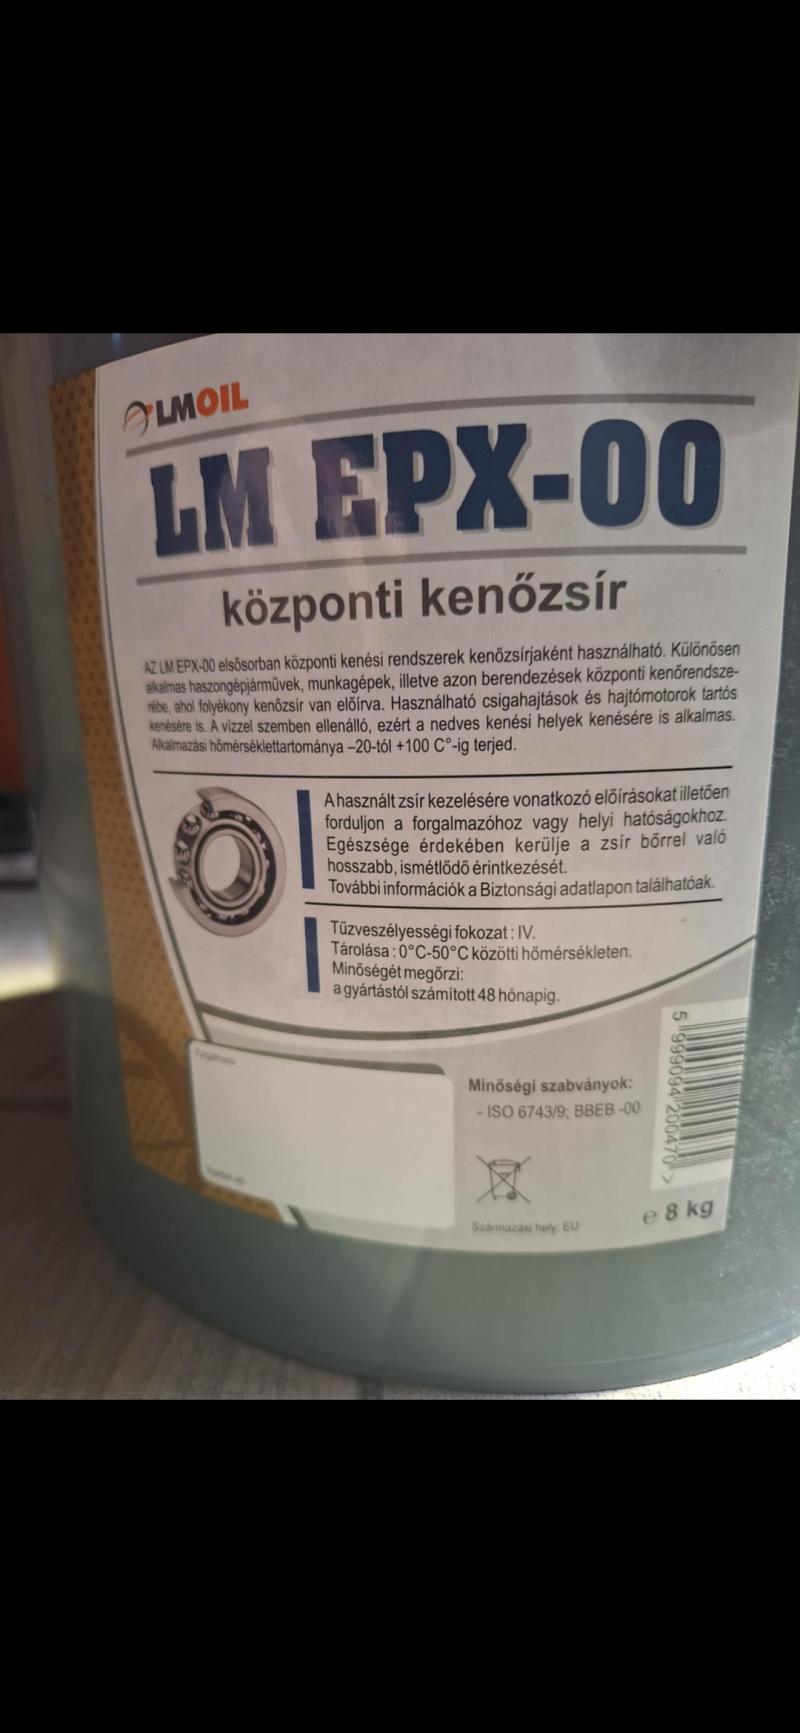 LMOIL
LM EPX-00
központi kenőzsír
AZ LM EPX-00 elsősorban központi kenési rendszerek kenőzsírjaként használható. Különösen
alkalmas haszongépjárművek, munkagépek, illetve azon berendezések központi kenőrendsze-
rébe, ahol folyékony kenőzsír van előírva. Használható csigahajtások és hajtómotorok tartós
kenésére is. A vízzel szemben ellenálló, ezért a nedves kenési helyek kenésére is alkalmas.
Alkalmazási hőmérséklettartománya –20-tól +100 C°-ig terjed.
A használt zsír kezelésére vonatkozó előírásokat illetően
forduljon a forgalmazóhoz vagy helyi hatóságokhoz.
Egészsége érdekében kerülje a zsír bőrrel való
hosszabb, ismétlődő érintkezését.
További információk a Biztonsági adatlapon találhatóak.
Tűzveszélyességi fokozat : IV.
Tárolása : 0°C-50°C közötti hőmérsékleten.
Minőségét megőrzi:
a gyártástól számított 48 hónapig.
Forgalmazó:
Minőségi szabványok:
- ISO 6743/9; BBEB -00
5 999094 200470 >
Származási hely: EU
e 8 kg